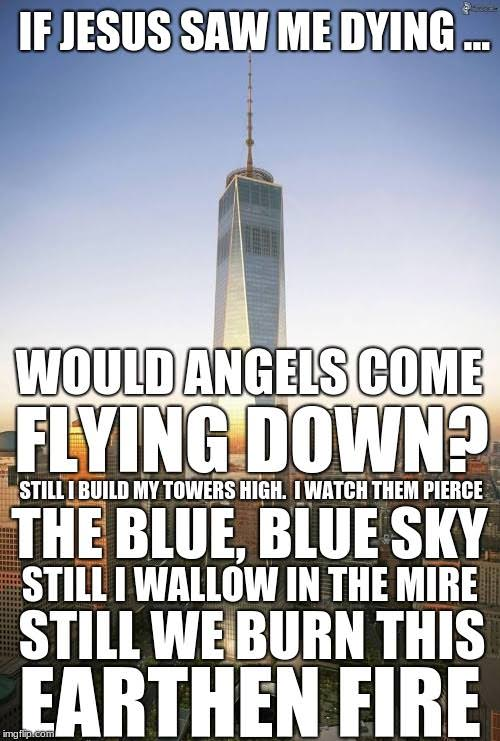 IF JESUS SAW ME DYING ...
WOULD ANGELS COME
FLYING DOWN?
STILL I BUILD MY TOWERS HIGH. I WATCH THEM PIERCE
THE BLUE, BLUE SKY
STILL I WALLOW IN THE MIRE
STILL WE BURN THIS
EARTHEN FIRE
imgflip.com